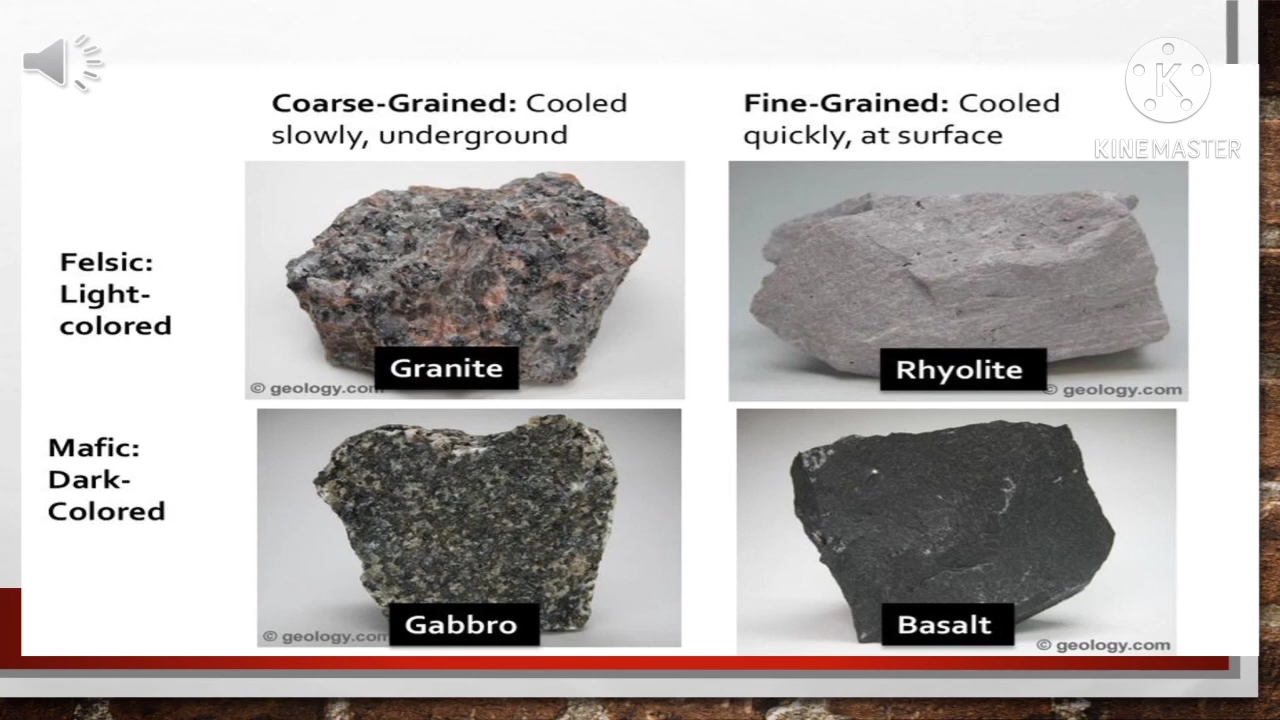 K
KINEMASTER
Coarse-Grained: Cooled
slowly, underground
Fine-Grained: Cooled
quickly, at surface
Felsic:
Light-
colored
Granite
© geology.com
Rhyolite
© geology.com
Mafic:
Dark-
Colored
Gabbro
© geology.com
Basalt
© geology.com